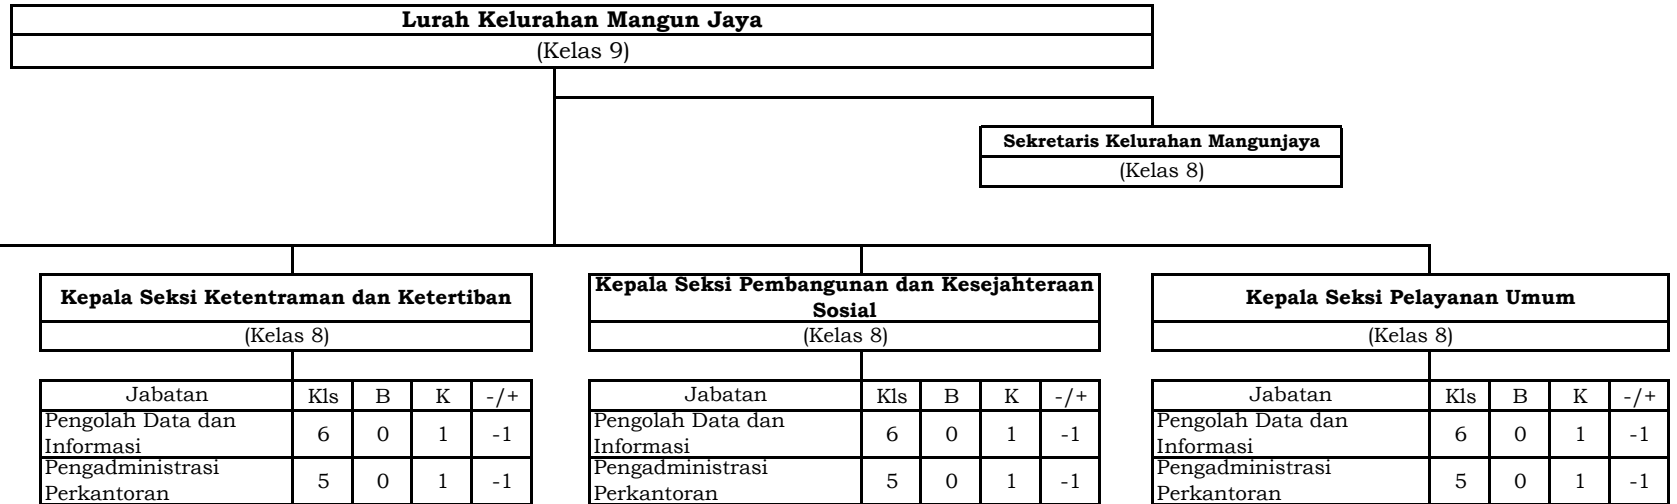 Lurah Kelurahan Mangun Jaya
(Kelas 9)
Sekretaris Kelurahan Mangunjaya
(Kelas 8)
Kepala Seksi Ketentraman dan Ketertiban
(Kelas 8)
Jabatan Kls B K -/+
Pengolah Data dan
Informasi 6 0 1 -1
Pengadministrasi
Perkantoran 5 0 1 -1
Kepala Seksi Pembangunan dan Kesejahteraan
Sosial
(Kelas 8)
Jabatan Kls B K -/+
Pengolah Data dan
Informasi 6 0 1 -1
Pengadministrasi
Perkantoran 5 0 1 -1
Kepala Seksi Pelayanan Umum
(Kelas 8)
Jabatan Kls B K -/+
Pengolah Data dan
Informasi 6 0 1 -1
Pengadministrasi
Perkantoran 5 0 1 -1